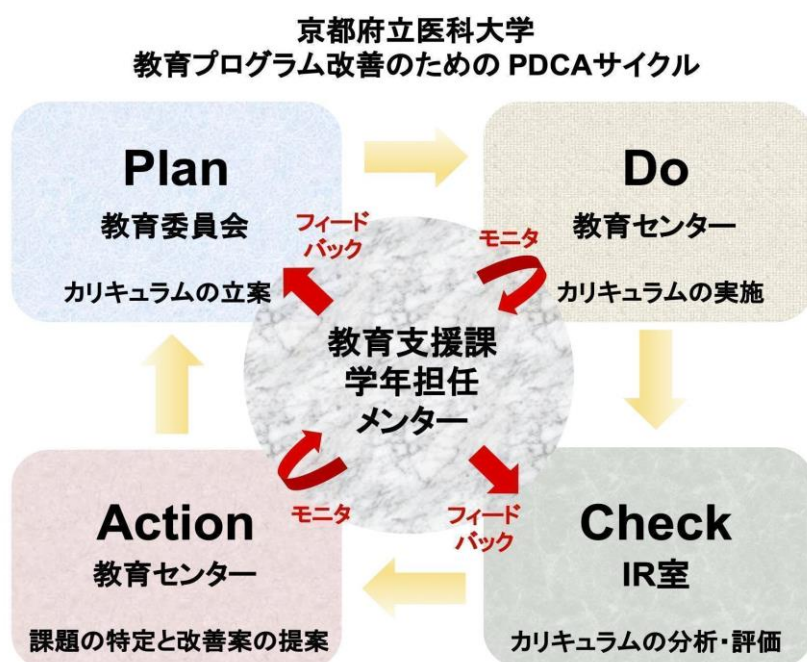 京都府立医科大学
教育プログラム改善のための PDCAサイクル
Plan
教育委員会
カリキュラムの立案
Do
教育センター
カリキュラムの実施
フィード
バック
モニタ
教育支援課
学年担任
メンター
モニタ
フィード
バック
Action
教育センター
課題の特定と改善案の提案
Check
IR室
カリキュラムの分析・評価